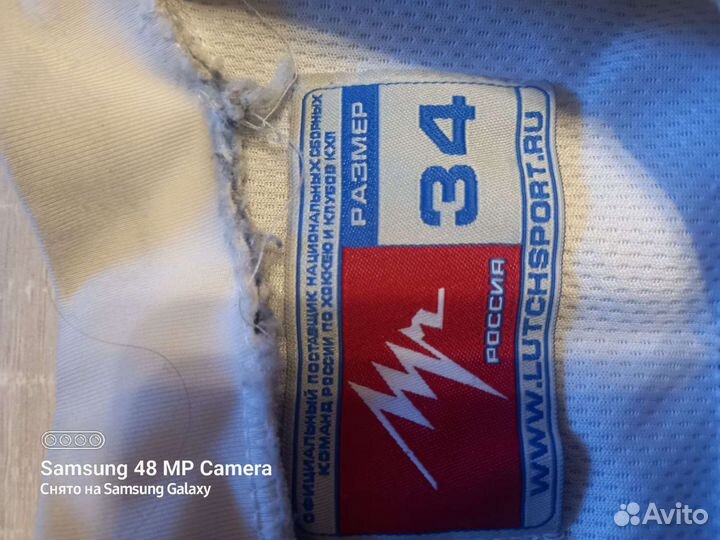 ОФИЦИАЛЬНЫЙ ПОСТАВЩИК НАЦИОНАЛЬНЫХ СБОРНЫХ
КОМАНД РОССИИ ПО ХОККЕЮ И КЛУБОВ КХЛ
РАЗМЕР
34
РОССИЯ
WWW.LUTCHSPORT.RU
Samsung 48 MP Camera
Снято на Samsung Galaxy
Avito